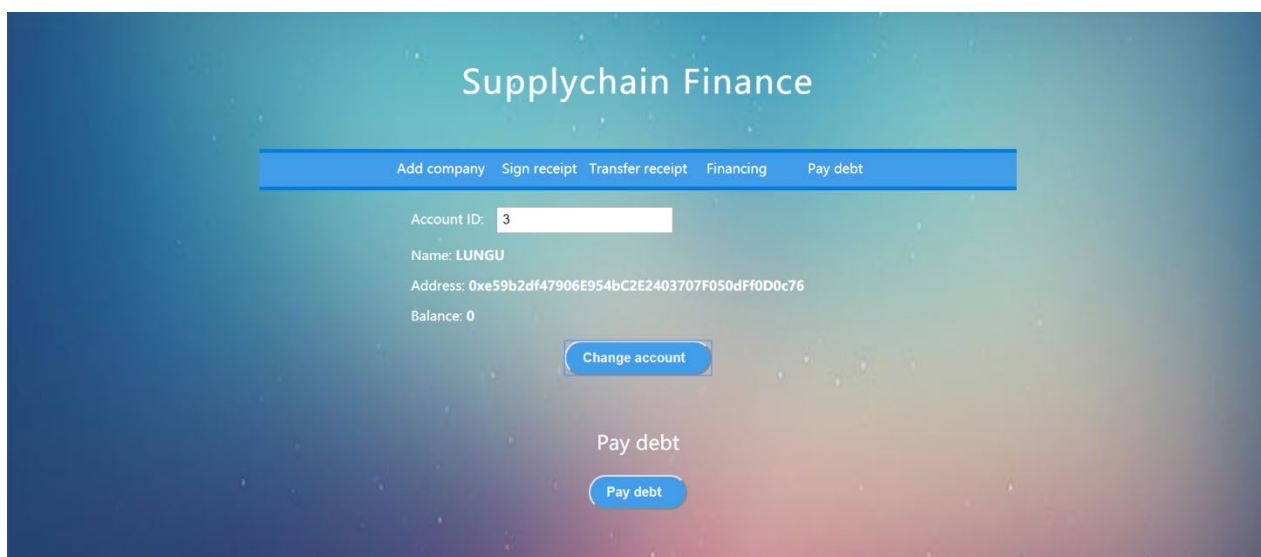 Supplychain Finance
Add company Sign receipt Transfer receipt Financing Pay debt
Account ID: 3
Name: LUNGU
Address: 0xe59b2df47906E954bC2E2403707F050dFf0D0c76
Balance: 0
Change account
Pay debt
Pay debt